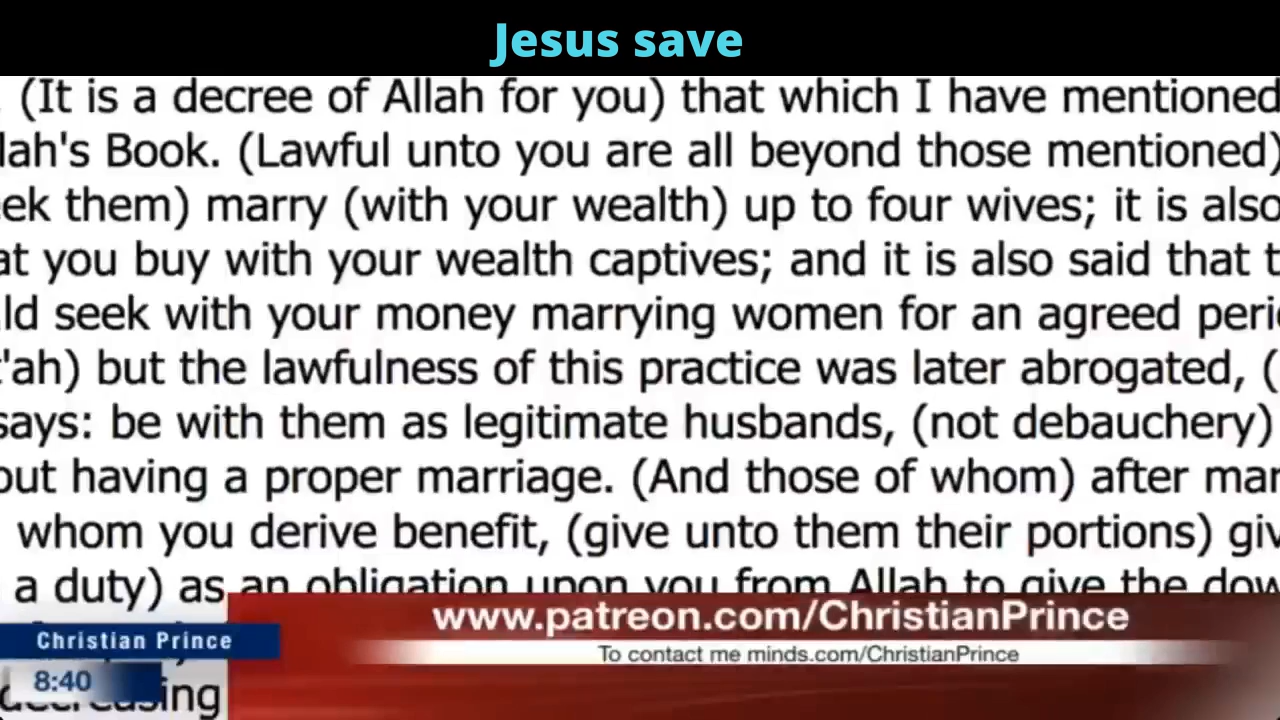 Jesus save
(It is a decree of Allah for you) that which I have mentioned
lah's Book. (Lawful unto you are all beyond those mentioned)
ek them) marry (with your wealth) up to four wives; it is also
at you buy with your wealth captives; and it is also said that t
ld seek with your money marrying women for an agreed peri
'ah) but the lawfulness of this practice was later abrogated, (
says: be with them as legitimate husbands, (not debauchery)
out having a proper marriage. (And those of whom) after mar
whom you derive benefit, (give unto them their portions) giv
a duty) as an obligation upon you from Allah to give the dow
www.patreon.com/ChristianPrince
Christian Prince
To contact me minds.com/ChristianPrince
8:40